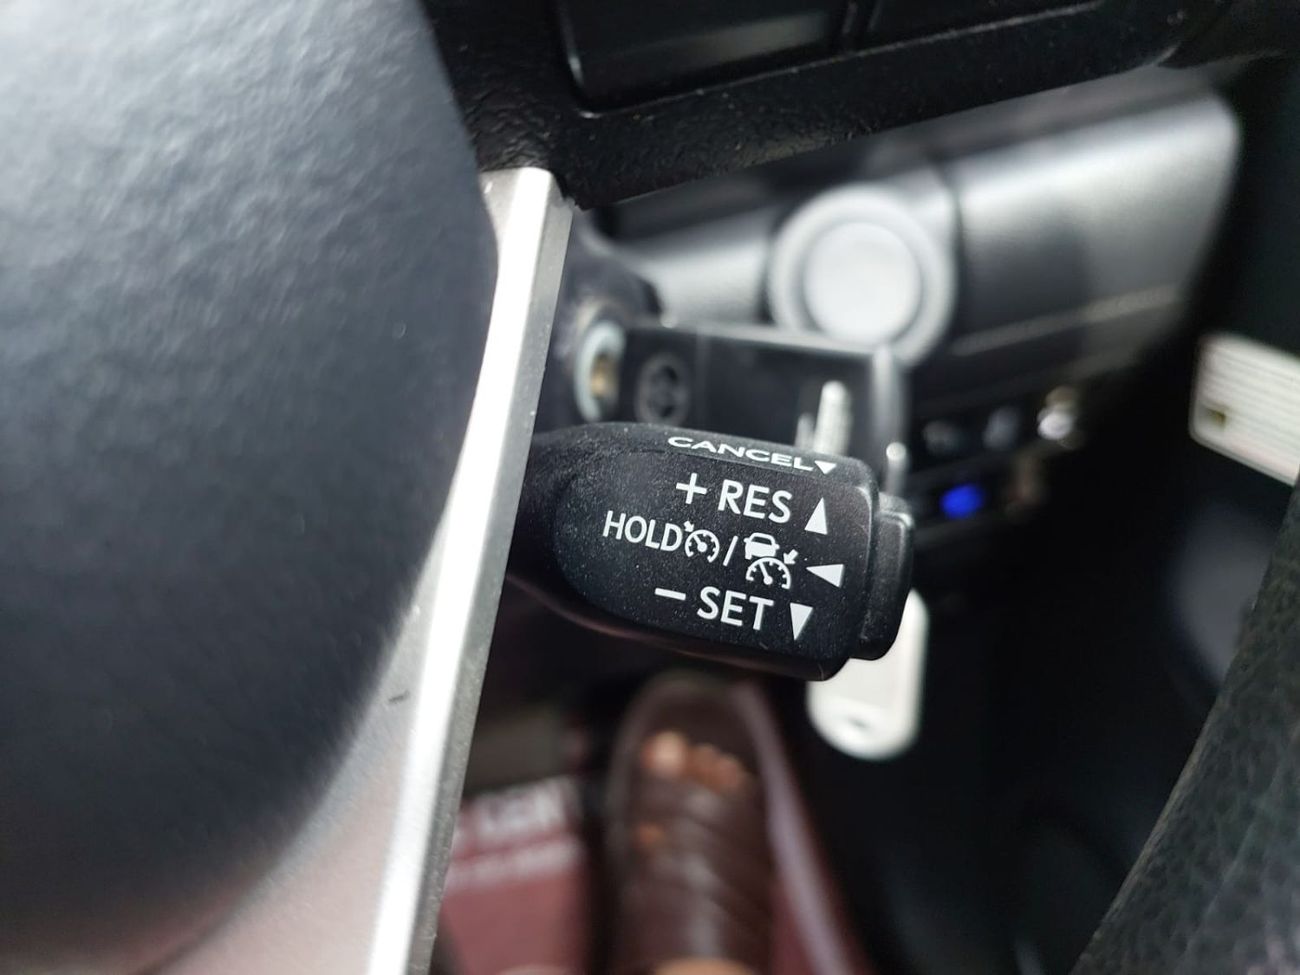 CANCEL
+ RES
HOLD /
− SET